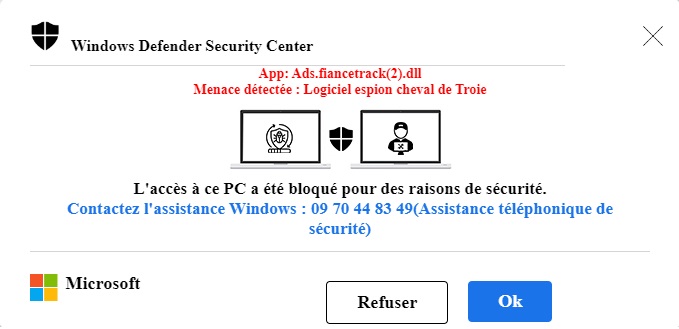 Windows Defender Security Center
App: Ads.fiancetrack(2).dll
Menace détectée : Logiciel espion cheval de Troie
L'accès à ce PC a été bloqué pour des raisons de sécurité.
Contactez l'assistance Windows : 09 70 44 83 49(Assistance téléphonique de
sécurité)
Microsoft
Refuser
Ok